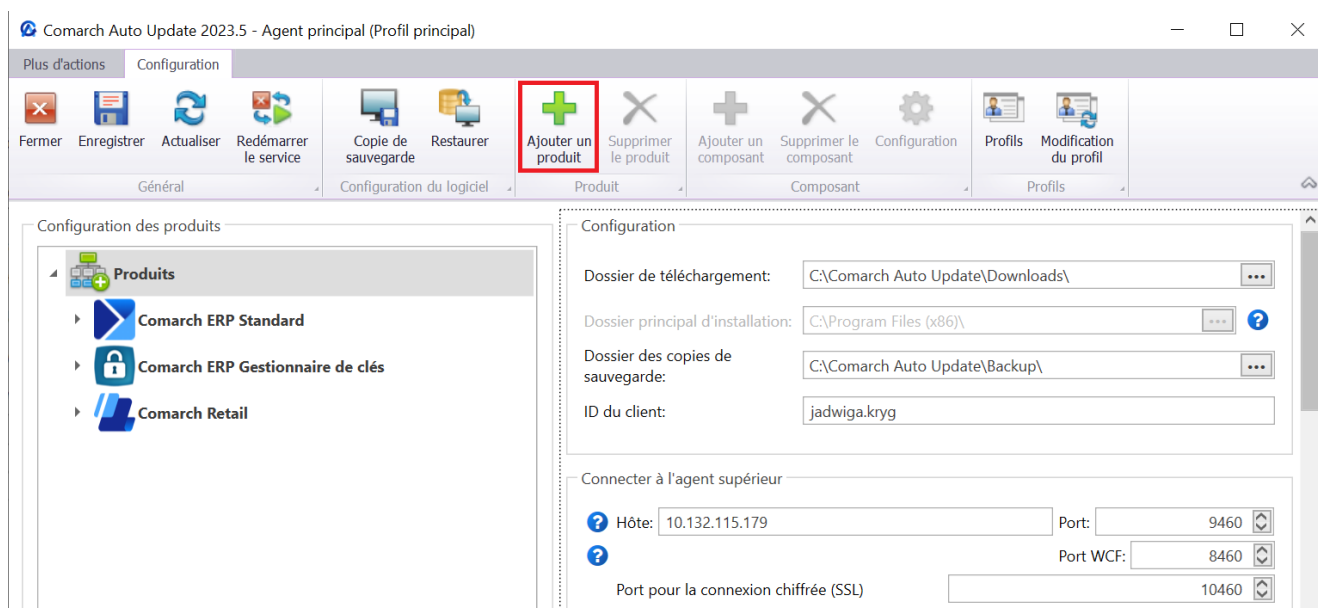 Comarch Auto Update 2023.5 - Agent principal (Profil principal)
Plus d'actions Configuration
Fermer Enregistrer Actualiser Redémarrer le service Copie de sauvegarde Restaurer Ajouter un produit Supprimer le produit Ajouter un composant Supprimer le composant Configuration Profils Modification du profil
Général Configuration du logiciel Produit Composant Profils
Configuration des produits
Produits
Comarch ERP Standard
Comarch ERP Gestionnaire de clés
Comarch Retail
Configuration
Dossier de téléchargement: C:\Comarch Auto Update\Downloads\ ...
Dossier principal d'installation: C:\Program Files (x86)\ ... ?
Dossier des copies de
sauvegarde: C:\Comarch Auto Update\Backup\ ...
ID du client: jadwiga.kryg
Connecter à l'agent supérieur
? Hôte: 10.132.115.179 Port: 9460
? Port WCF: 8460
Port pour la connexion chiffrée (SSL) 10460